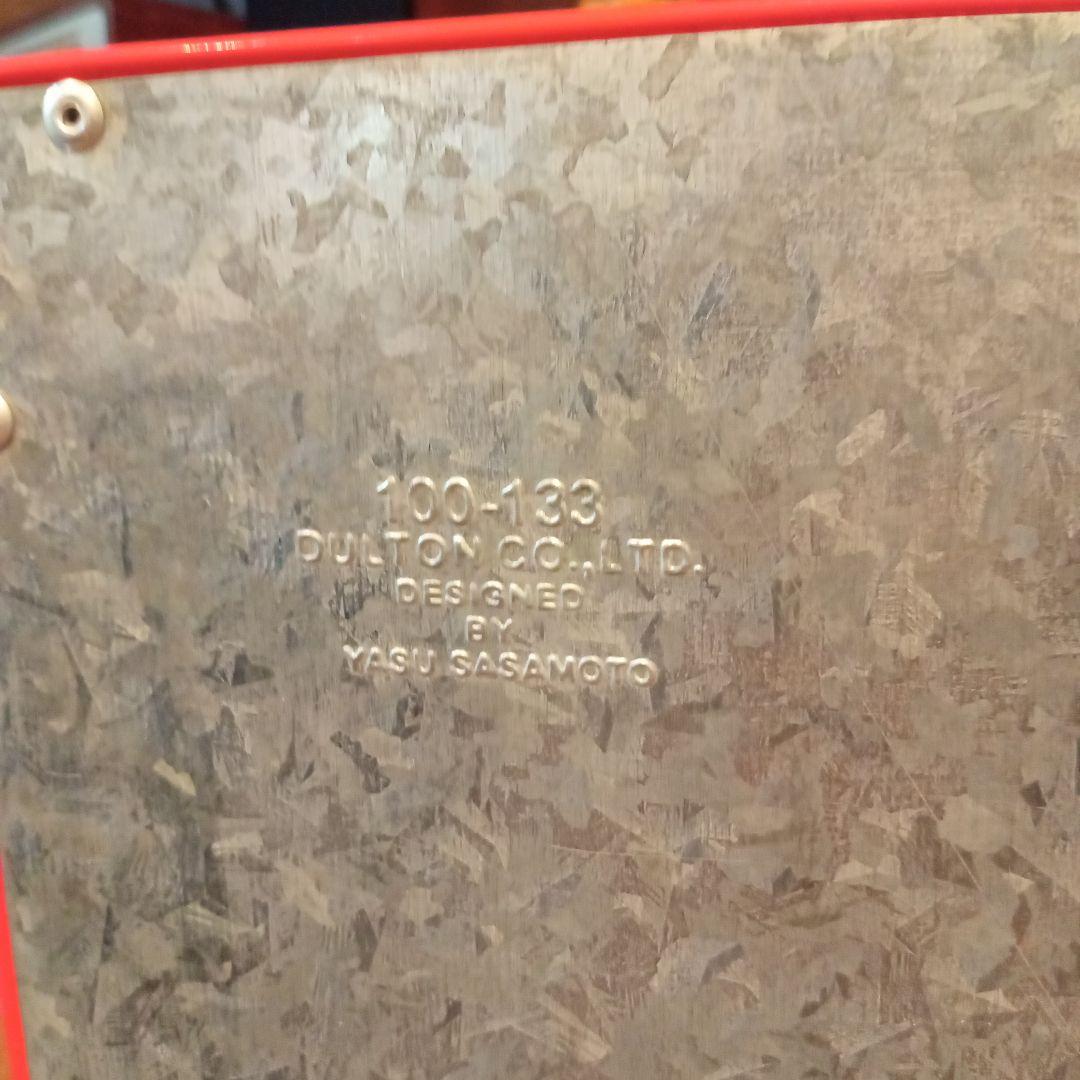 100-133
DULTON CO.,LTD.
DESIGNED
BY
YASU SASAMOTO